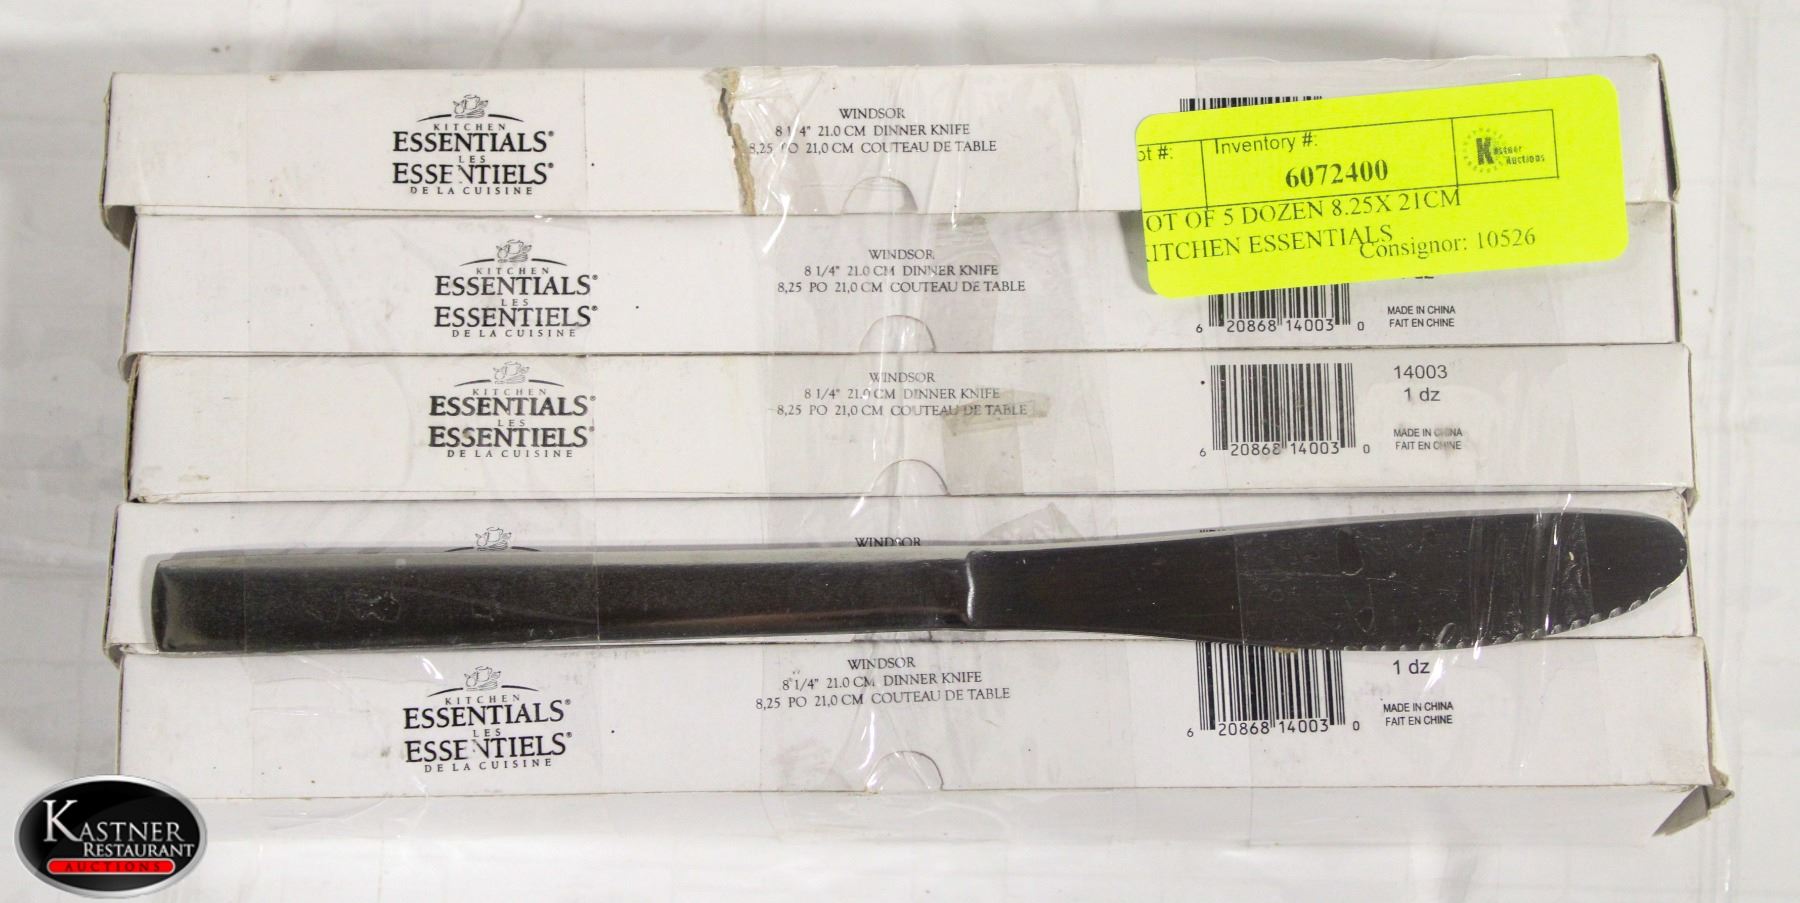 KITCHEN
ESSENTIALS®
LES
ESSENTIELS®
DE LA CUISINE
WINDSOR
8 1/4" 21.0 CM DINNER KNIFE
8,25 PO 21,0 CM COUTEAU DE TABLE
ot #:
Inventory #:
6072400
Kastner
Auctions
OT OF 5 DOZEN 8.25X 21CM
KITCHEN ESSENTIALS
Consignor: 10526
KITCHEN
ESSENTIALS®
LES
ESSENTIELS®
DE LA CUISINE
WINDSOR
8 1/4" 21.0 CM DINNER KNIFE
8,25 PO 21,0 CM COUTEAU DE TABLE
6 20868 14003 0
MADE IN CHINA
FAIT EN CHINE
KITCHEN
ESSENTIALS®
LES
ESSENTIELS®
DE LA CUISINE
WINDSOR
8 1/4" 21.0 CM DINNER KNIFE
8,25 PO 21,0 CM COUTEAU DE TABLE
6 20868 14003 0
14003
1 dz
MADE IN CHINA
FAIT EN CHINE
WINDSOR
KITCHEN
ESSENTIALS®
LES
ESSENTIELS®
DE LA CUISINE
WINDSOR
8 1/4" 21.0 CM DINNER KNIFE
8,25 PO 21,0 CM COUTEAU DE TABLE
6 20868 14003 0
1 dz
MADE IN CHINA
FAIT EN CHINE
KASTNER
RESTAURANT
AUCTIONS